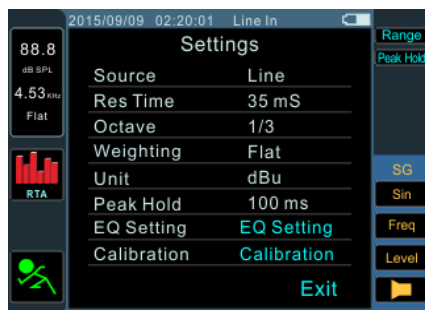 2015/09/09 02:20:01 Line In
88.8
dB SPL
4.53 KHz
Flat
RTA
Settings
Source Line
Res Time 35 mS
Octave 1/3
Weighting Flat
Unit dBu
Peak Hold 100 ms
EQ Setting EQ Setting
Calibration Calibration
Exit
Range
Peak Hold
SG
Sin
Freq
Level